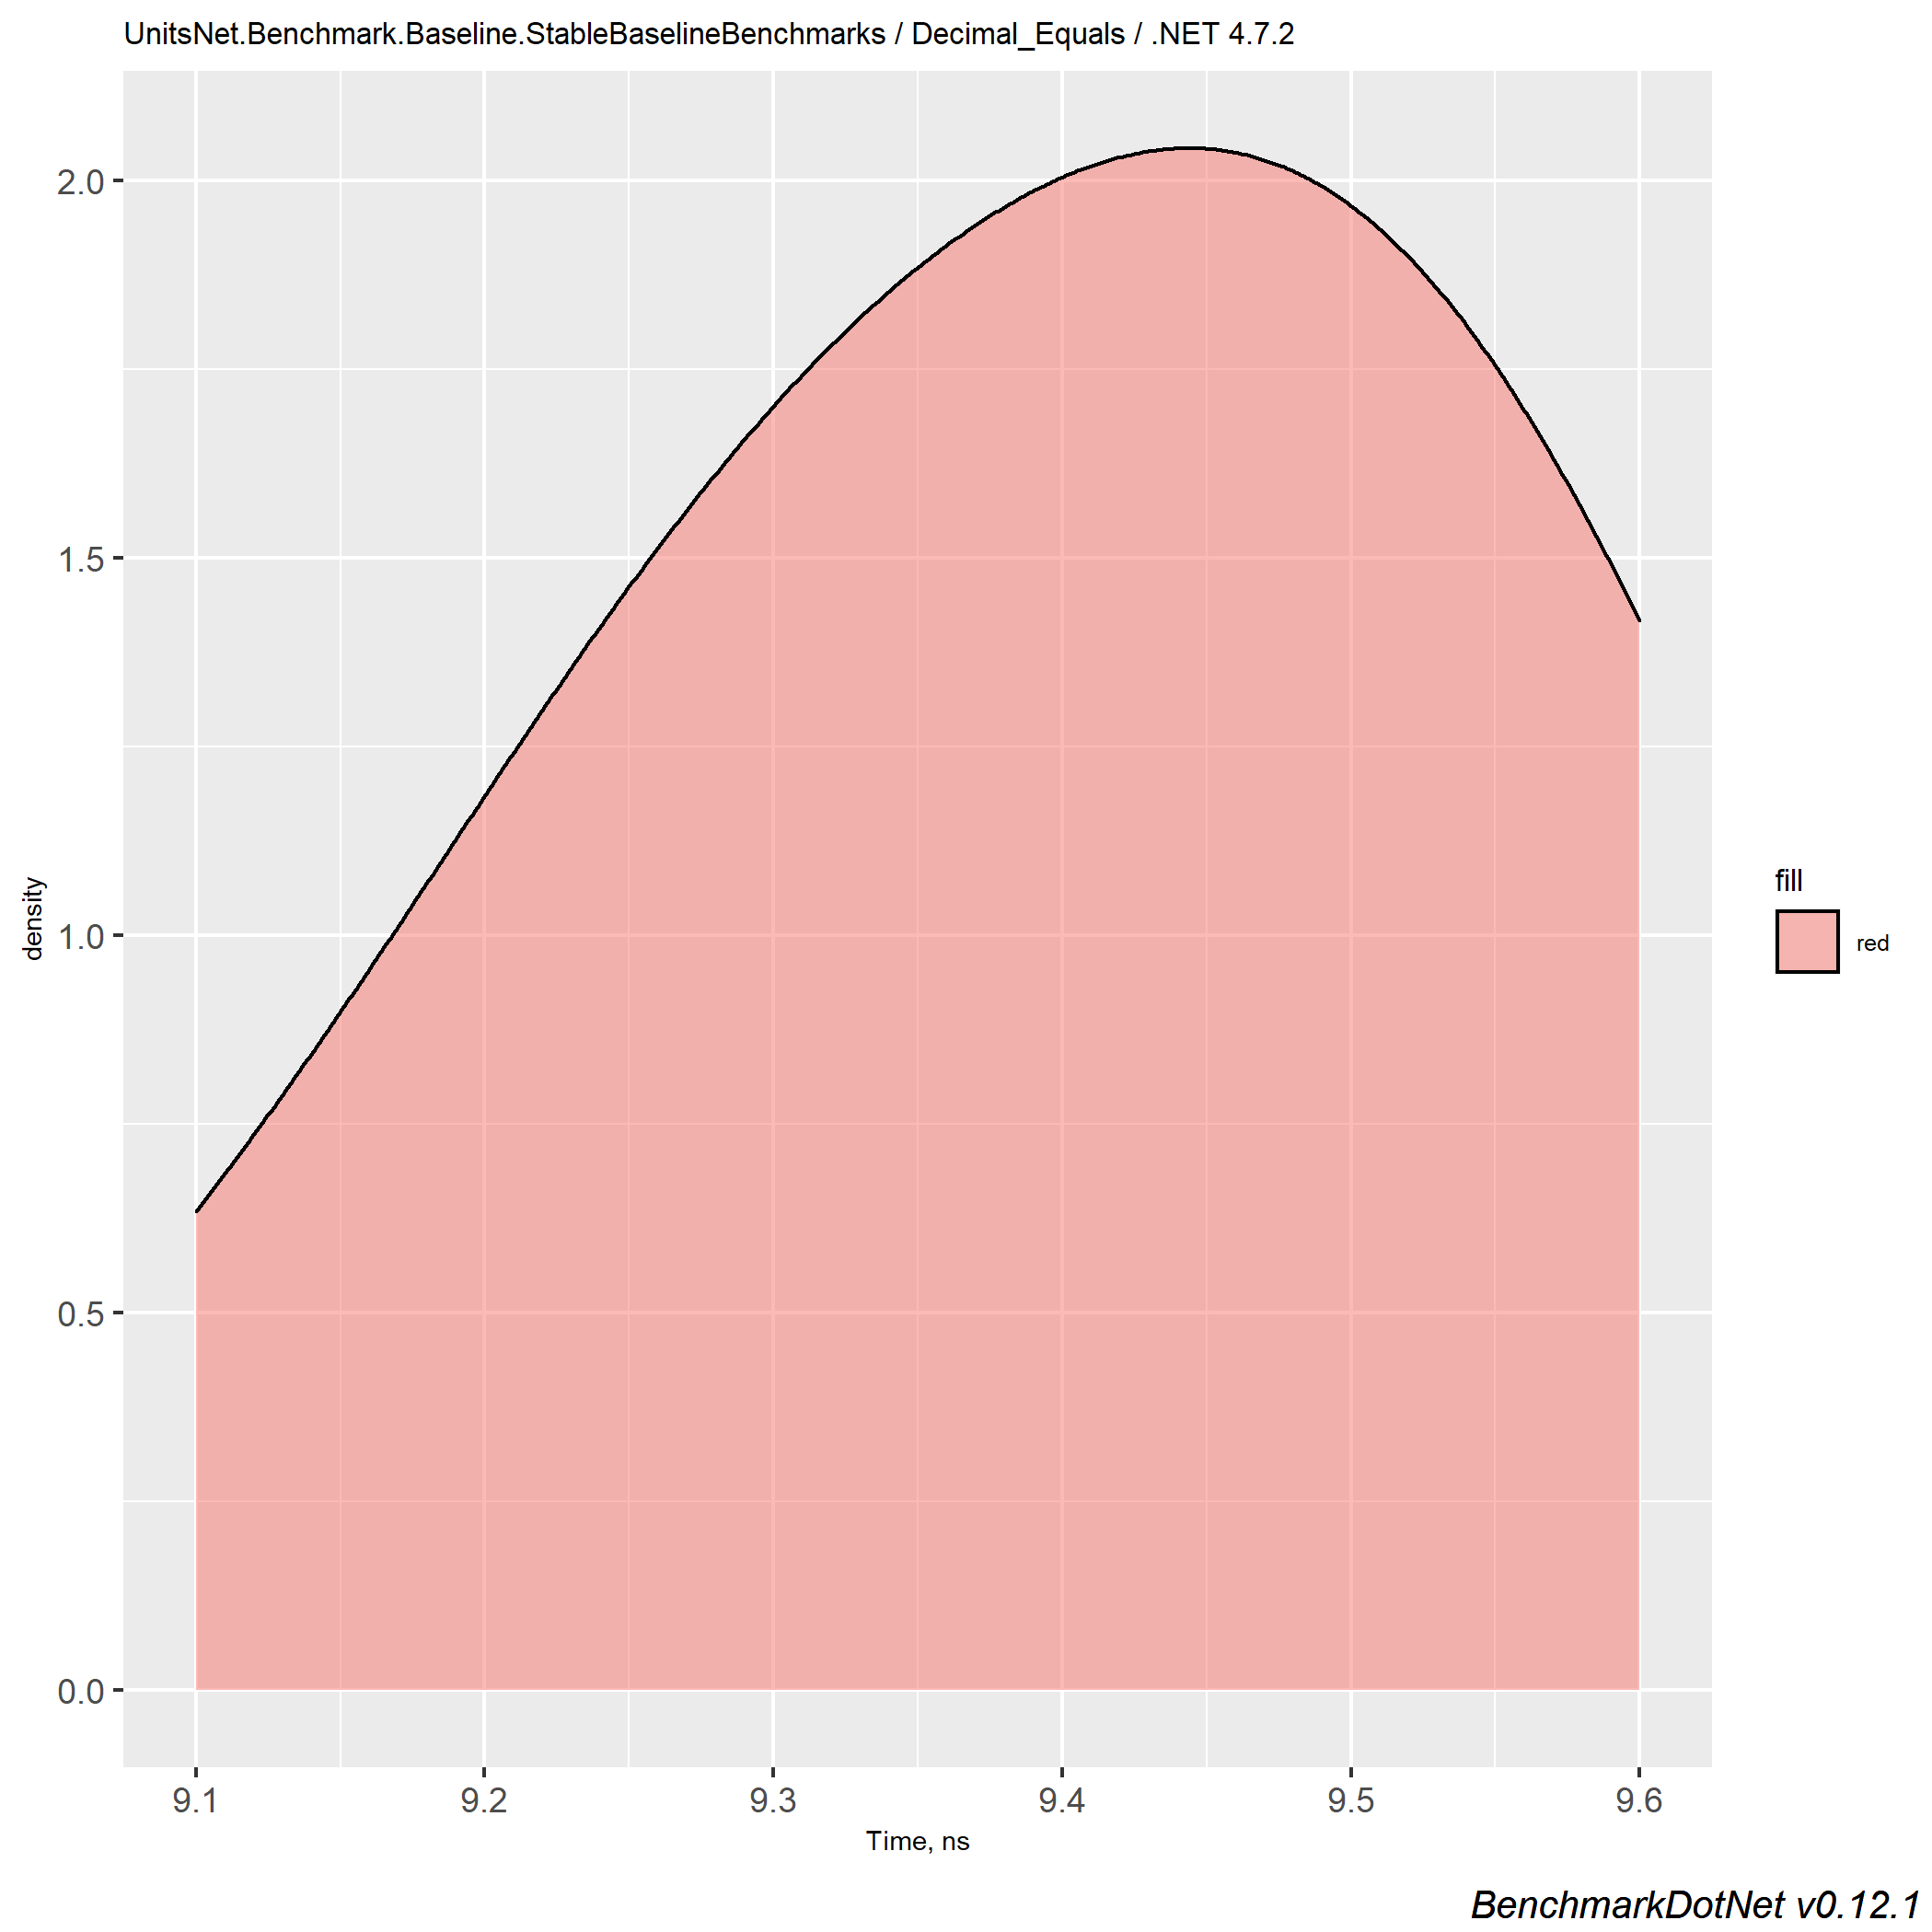 UnitsNet.Benchmark.Baseline.StableBaselineBenchmarks / Decimal_Equals / .NET 4.7.2
2.0
1.5
1.0
0.5
0.0
density
9.1 9.2 9.3 9.4 9.5 9.6
Time, ns
fill
red
BenchmarkDotNet v0.12.1